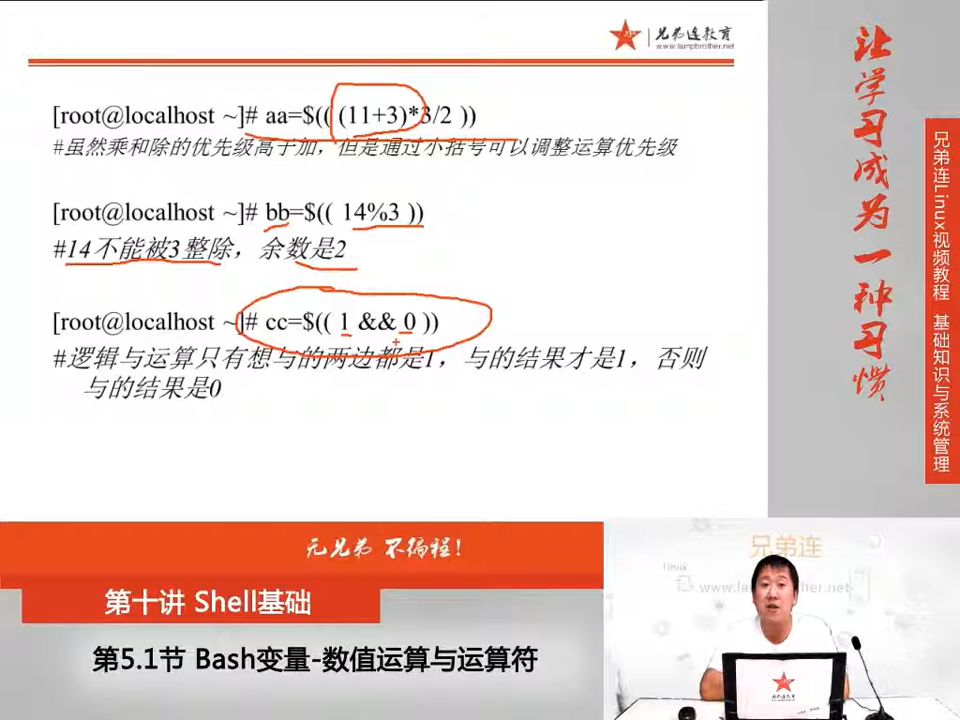 兄弟连教育
www.lampbrother.net
[root@localhost ~]# aa=$(( (11+3)*3/2 ))
#虽然乘和除的优先级高于加，但是通过小括号可以调整运算优先级
[root@localhost ~]# bb=$(( 14%3 ))
#14不能被3整除，余数是2
[root@localhost ~]# cc=$(( 1 && 0 ))
#逻辑与运算只有想与的两边都是1，与的结果才是1，否则
与的结果是0
让学习成为一种习惯
兄弟连Linux视频教程 基础知识与系统管理
无兄弟 不编程！
第十讲 Shell基础
第5.1节 Bash变量-数值运算与运算符
兄弟连
Linux